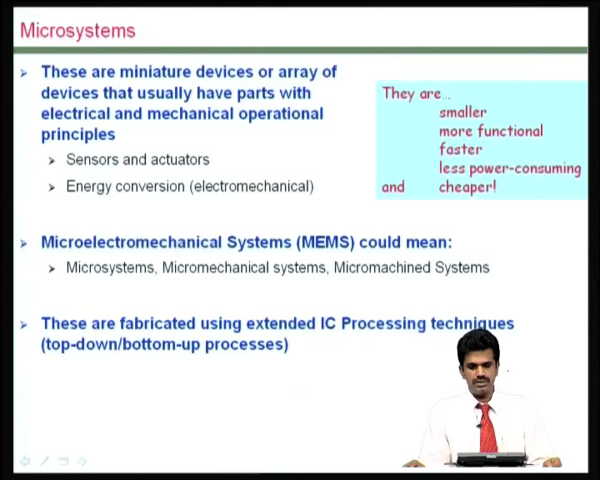 Microsystems
These are miniature devices or array of
devices that usually have parts with
electrical and mechanical operational
principles
Sensors and actuators
Energy conversion (electromechanical)
They are...
smaller
more functional
faster
less power-consuming
and cheaper!
Microelectromechanical Systems (MEMS) could mean:
Microsystems, Micromechanical systems, Micromachined Systems
These are fabricated using extended IC Processing techniques
(top-down/bottom-up processes)